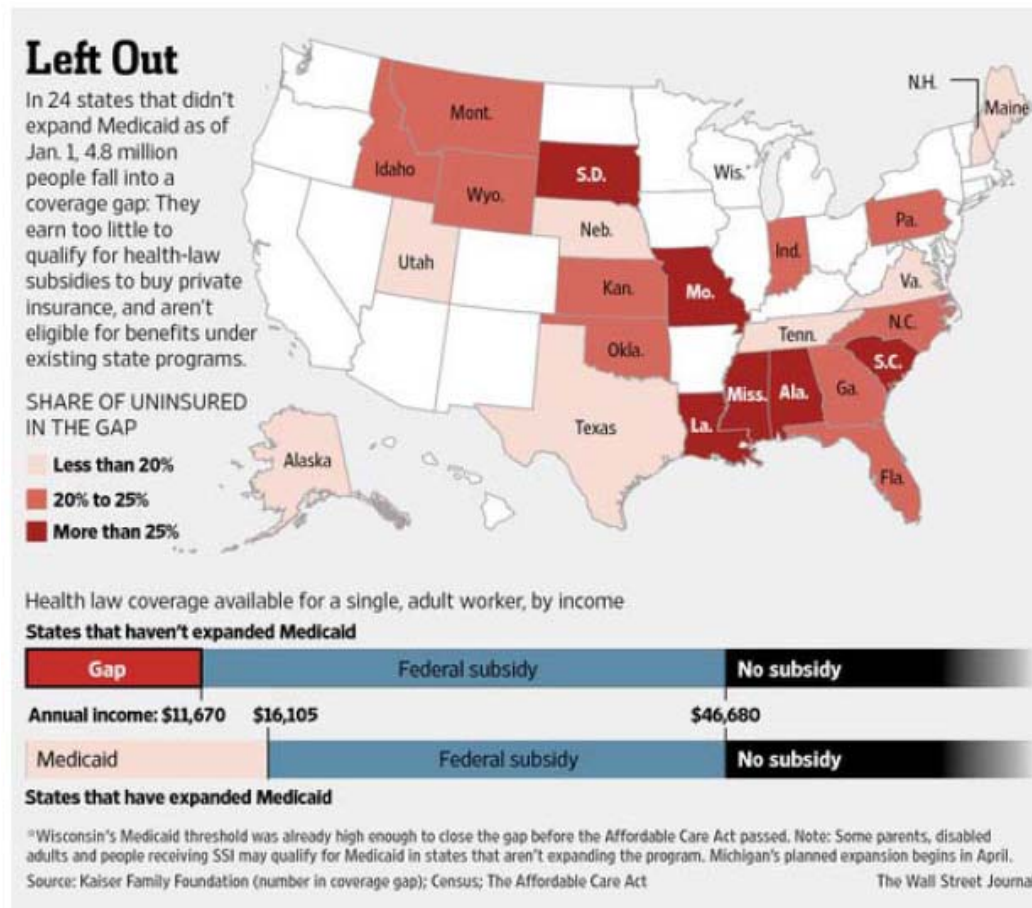 Left Out
In 24 states that didn't
expand Medicaid as of
Jan. 1, 4.8 million
people fall into a
coverage gap: They
earn too little to
qualify for health-law
subsidies to buy private
insurance, and aren't
eligible for benefits under
existing state programs.
SHARE OF UNINSURED
IN THE GAP
Less than 20%
20% to 25%
More than 25%
N.H.
Maine
Mont.
Idaho
Wyo.
S.D.
Wis.*
Neb.
Utah
Ind.
Pa.
Va.
Kan.
Mo.
Tenn.
N.C.
Okla.
S.C.
Miss.
Ala.
Ga.
Texas
La.
Alaska
Fla.
Health law coverage available for a single, adult worker, by income
States that haven't expanded Medicaid
Gap
Federal subsidy
No subsidy
Annual income: $11,670 $16,105 $46,680
Medicaid
Federal subsidy
No subsidy
States that have expanded Medicaid
*Wisconsin's Medicaid threshold was already high enough to close the gap before the Affordable Care Act passed. Note: Some parents, disabled
adults and people receiving SSI may qualify for Medicaid in states that aren't expanding the program. Michigan's planned expansion begins in April.
Source: Kaiser Family Foundation (number in coverage gap); Census; The Affordable Care Act
The Wall Street Journa